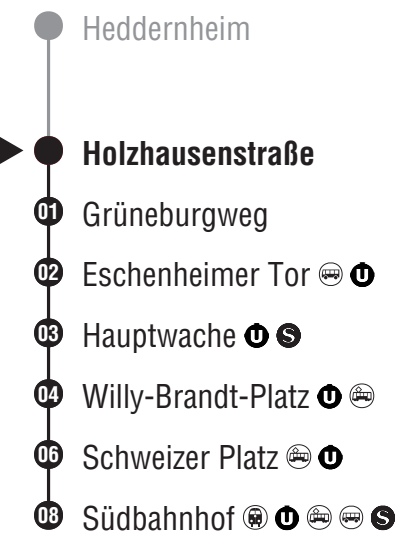 Heddernheim
Holzhausenstraße
01 Grüneburgweg
02 Eschenheimer Tor U
03 Hauptwache U S
04 Willy-Brandt-Platz U
06 Schweizer Platz U
08 Südbahnhof U S